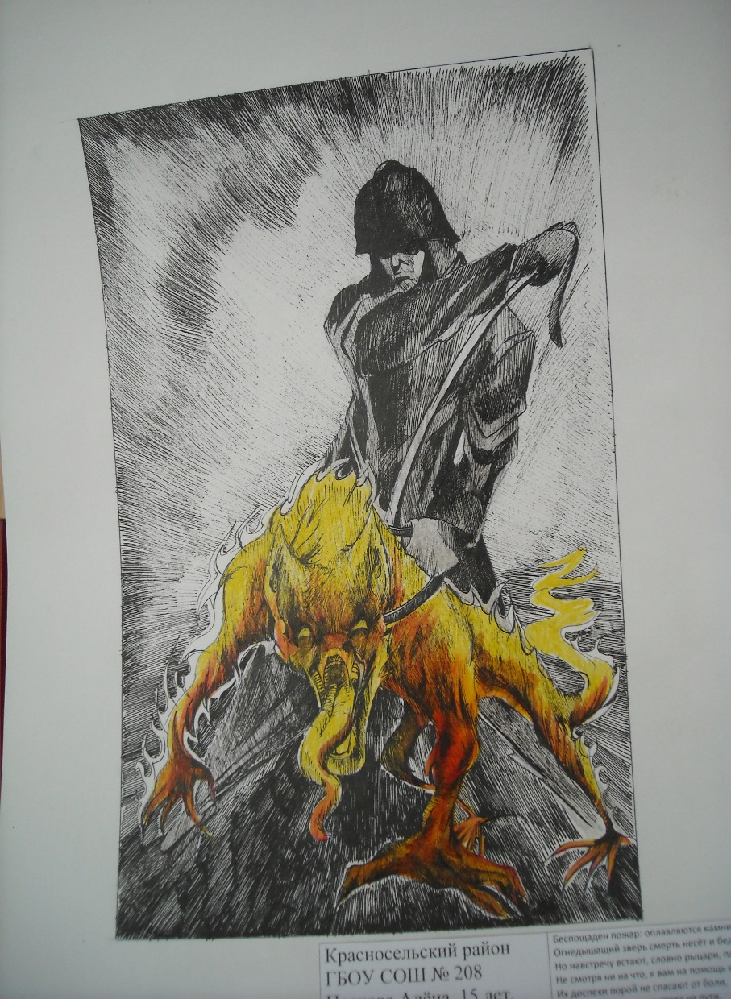 Красносельский район
ГБОУ СОШ № 208
Алёна, 15 лет.
Беспощаден пожар: оплавляются камни
Огнедышащий зверь смерть несёт и
Но навстречу встают, словно рыцари,
Не смотря ни на что, к вам на помощь
Их доспехи порой не спасают от боли.